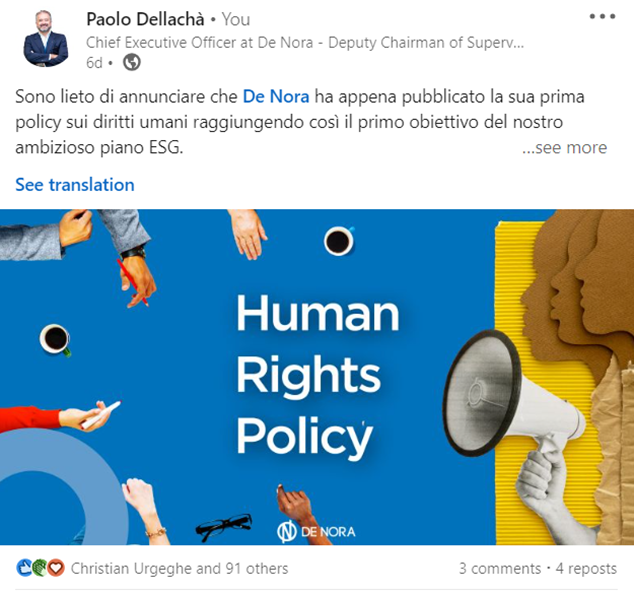 Paolo Dellachà • You
Chief Executive Officer at De Nora - Deputy Chairman of Superv...
6d •
Sono lieto di annunciare che De Nora ha appena pubblicato la sua prima
policy sui diritti umani raggiungendo così il primo obiettivo del nostro
ambizioso piano ESG.
...see more
See translation
Human
Rights
Policy
DE NORA
Christian Urgeghe and 91 others
3 comments • 4 reposts